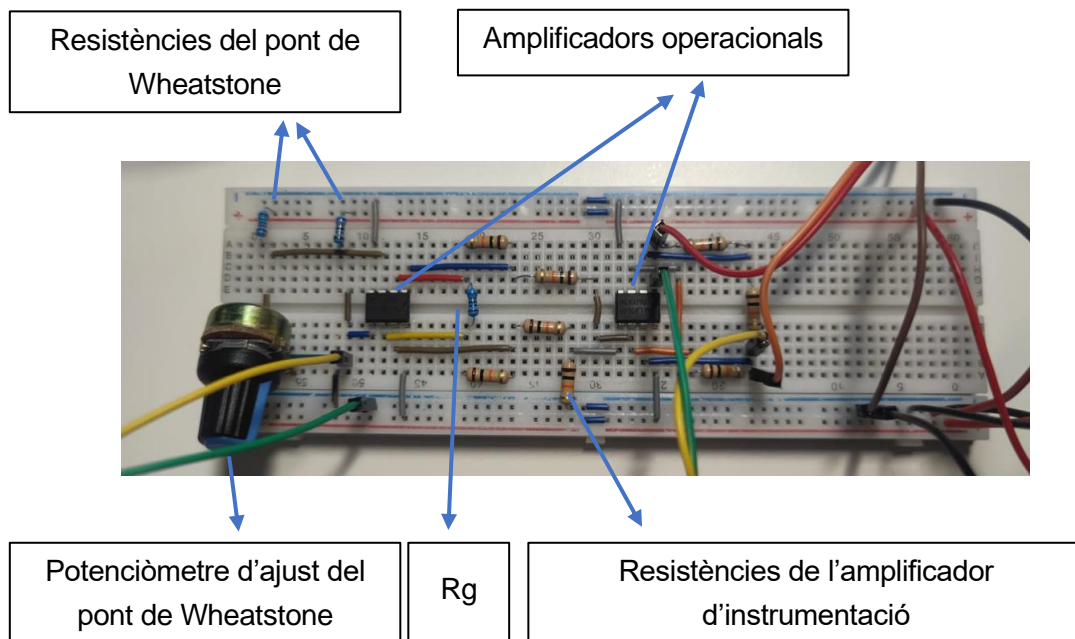 Resistències del pont de
Wheatstone
Amplificadors operacionals
Potenciòmetre d'ajust del
pont de Wheatstone
Rg
Resistències de l'amplificador
d'instrumentació